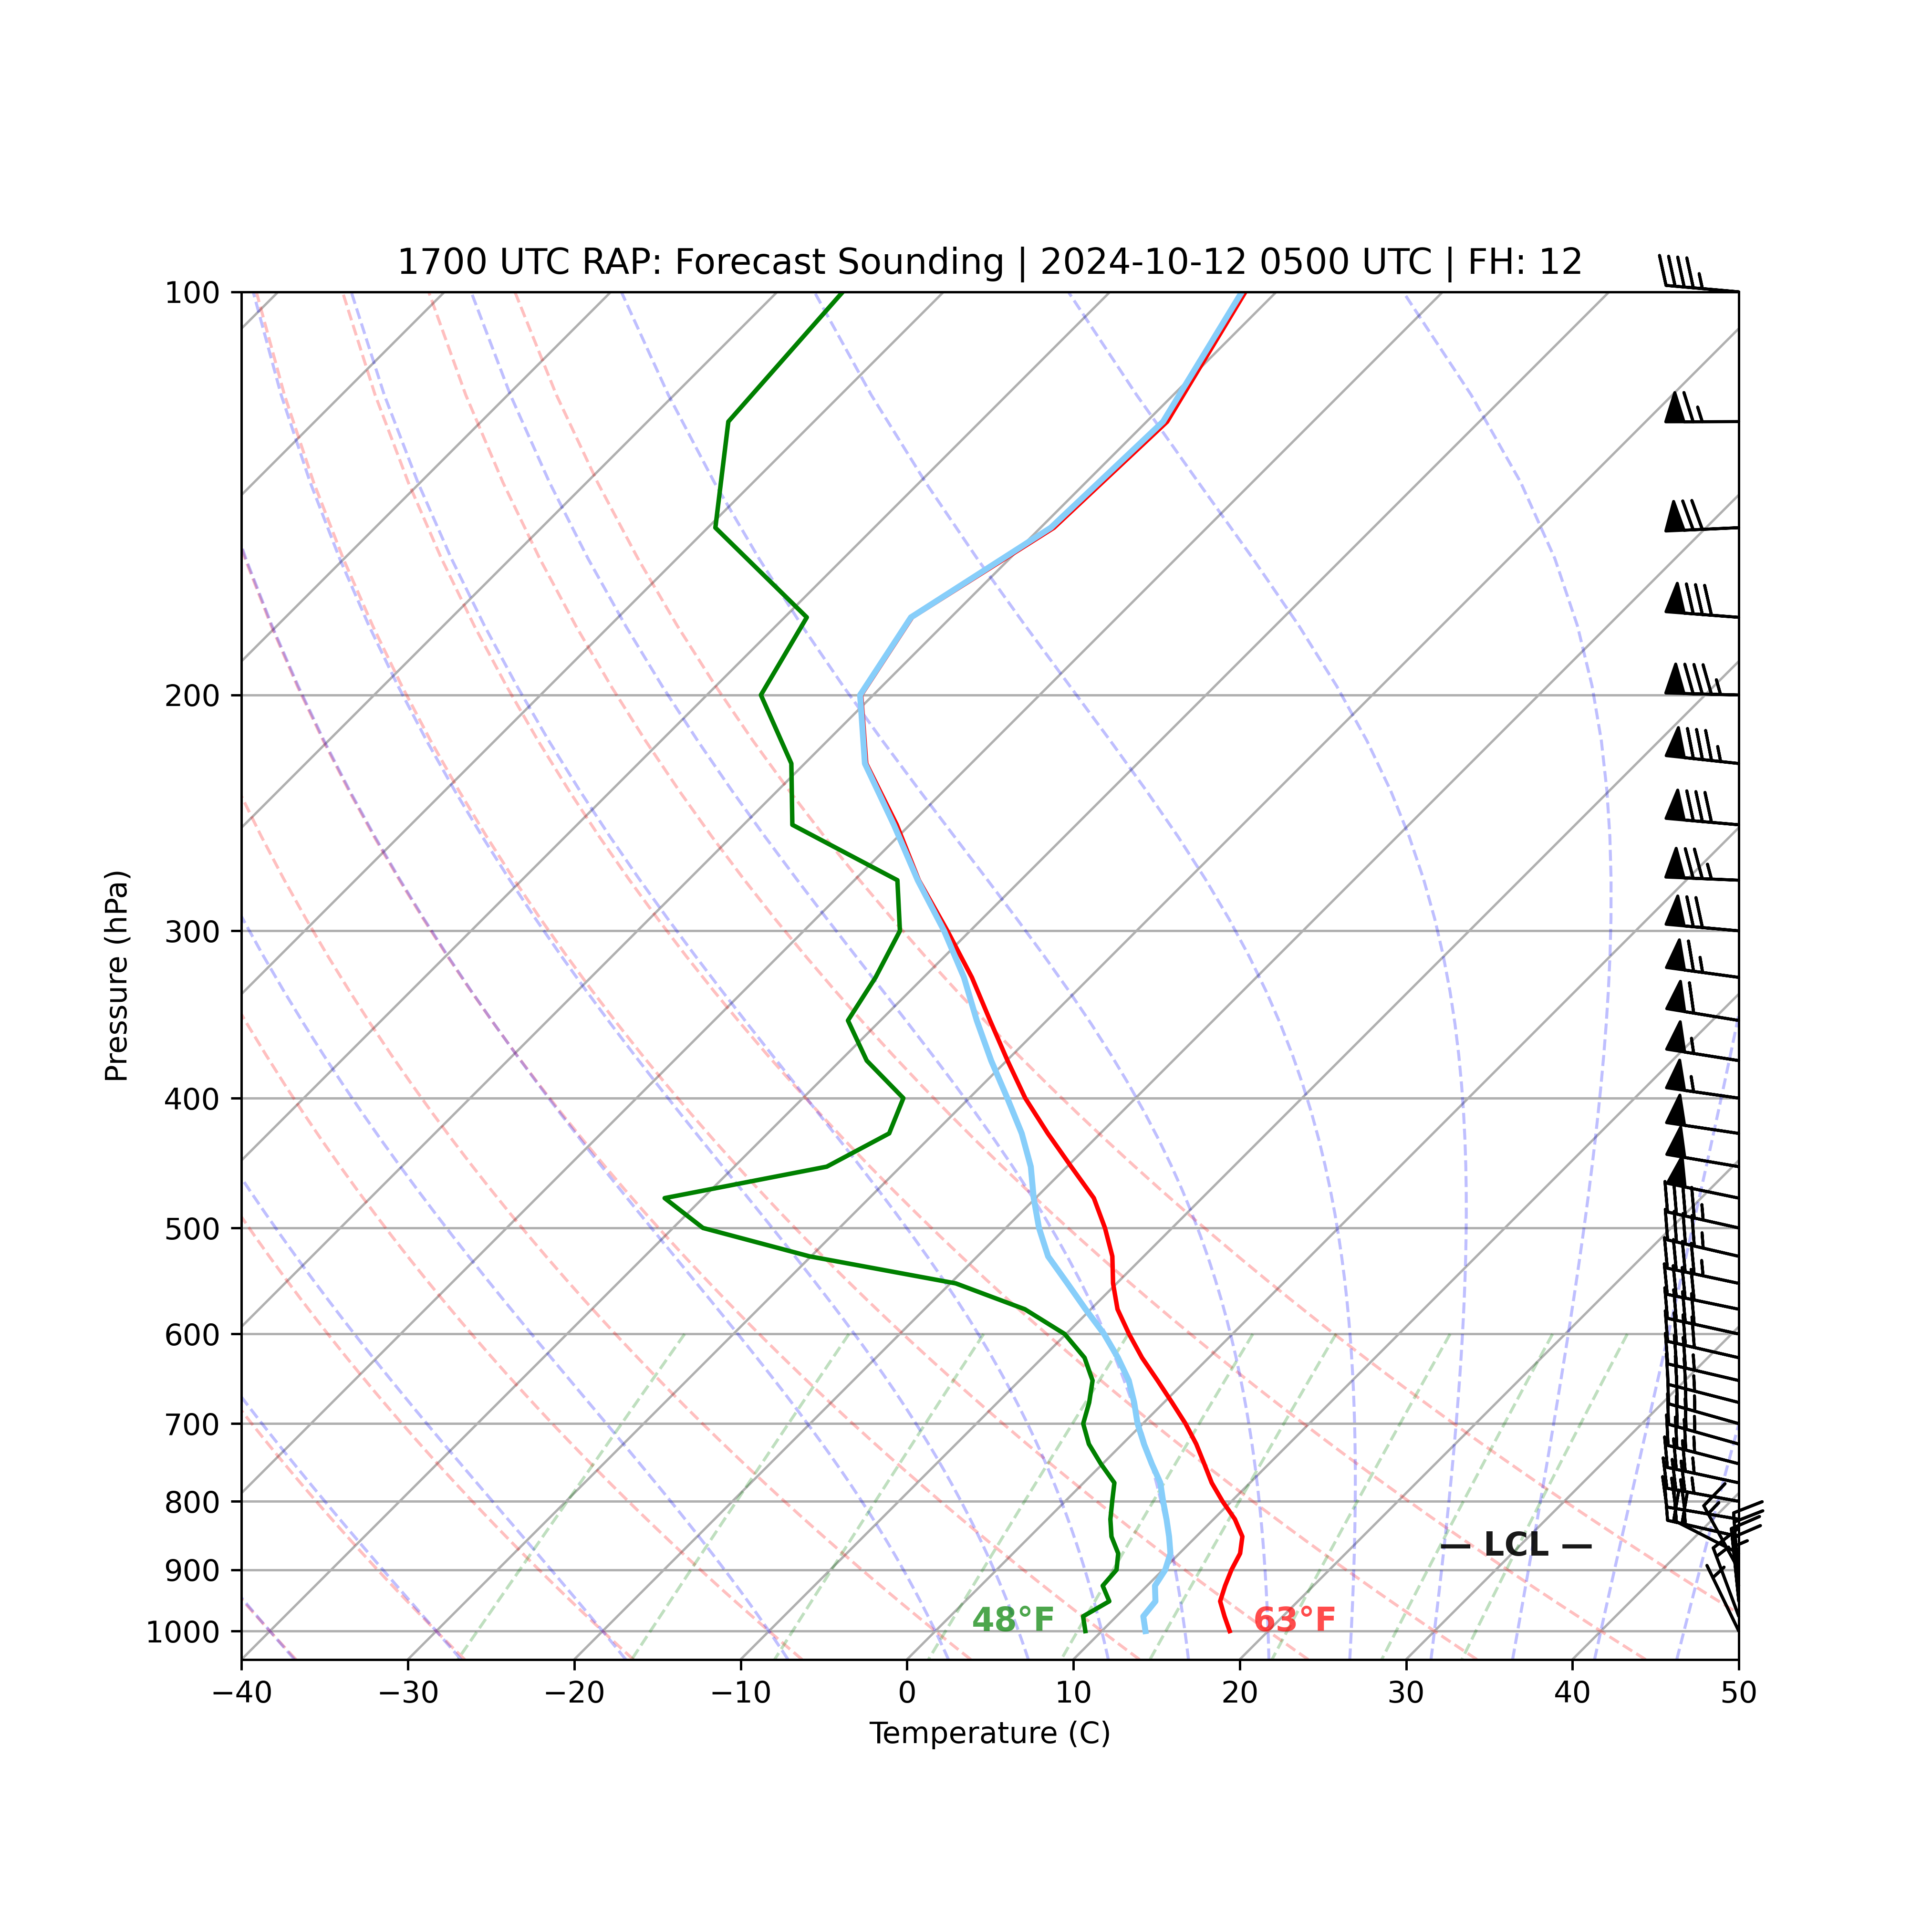 1700 UTC RAP: Forecast Sounding | 2024-10-12 0500 UTC | FH: 12
100
200
300
400
500
600
700
800
900
1000
Pressure (hPa)
— LCL —
48°F
63°F
−40 −30 −20 −10 0 10 20 30 40 50
Temperature (C)